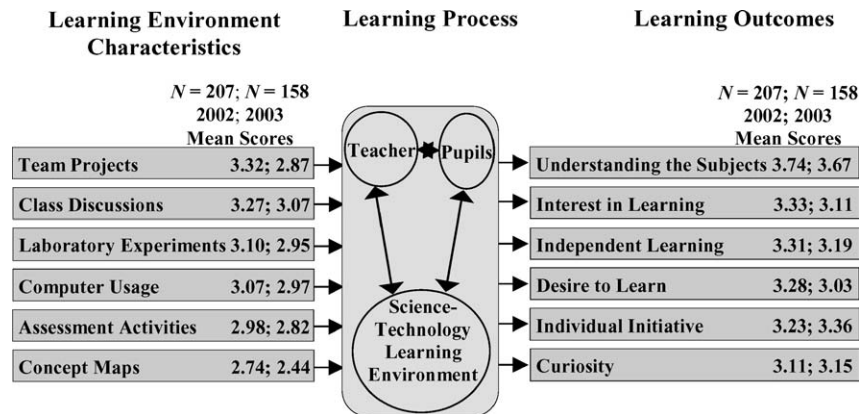 Learning Environment
Characteristics
Learning Process
Learning Outcomes
N = 207; N = 158
2002; 2003
Mean Scores
N = 207; N = 158
2002; 2003
Mean Scores
Team Projects 3.32; 2.87
Class Discussions 3.27; 3.07
Laboratory Experiments 3.10; 2.95
Computer Usage 3.07; 2.97
Assessment Activities 2.98; 2.82
Concept Maps 2.74; 2.44
Teacher
Pupils
Science-
Technology
Learning
Environment
Understanding the Subjects 3.74; 3.67
Interest in Learning 3.33; 3.11
Independent Learning 3.31; 3.19
Desire to Learn 3.28; 3.03
Individual Initiative 3.23; 3.36
Curiosity 3.11; 3.15